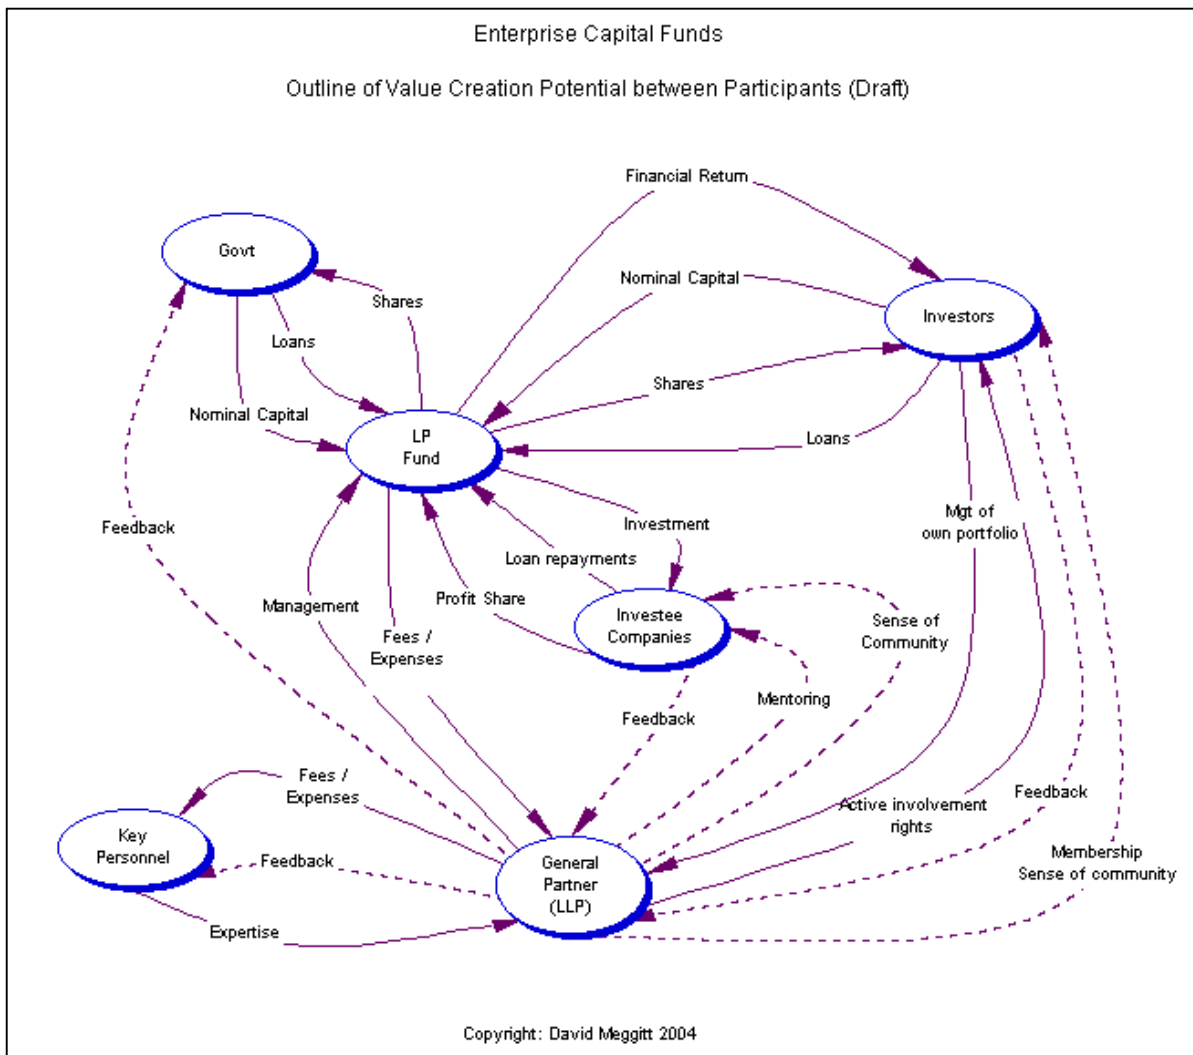 Enterprise Capital Funds
Outline of Value Creation Potential between Participants (Draft)
Financial Return
Govt
Nominal Capital
Shares
Investors
Loans
Shares
Nominal Capital
LP
Fund
Loans
Mgt of
own portfolio
Investment
Feedback
Loan repayments
Management
Profit Share
Investee
Companies
Sense of
Community
Fees /
Expenses
Mentoring
Feedback
Fees /
Expenses
Active involvement
rights
Feedback
Key
Personnel
Feedback
General
Partner
(LLP)
Membership
Sense of community
Expertise
Copyright: David Meggitt 2004